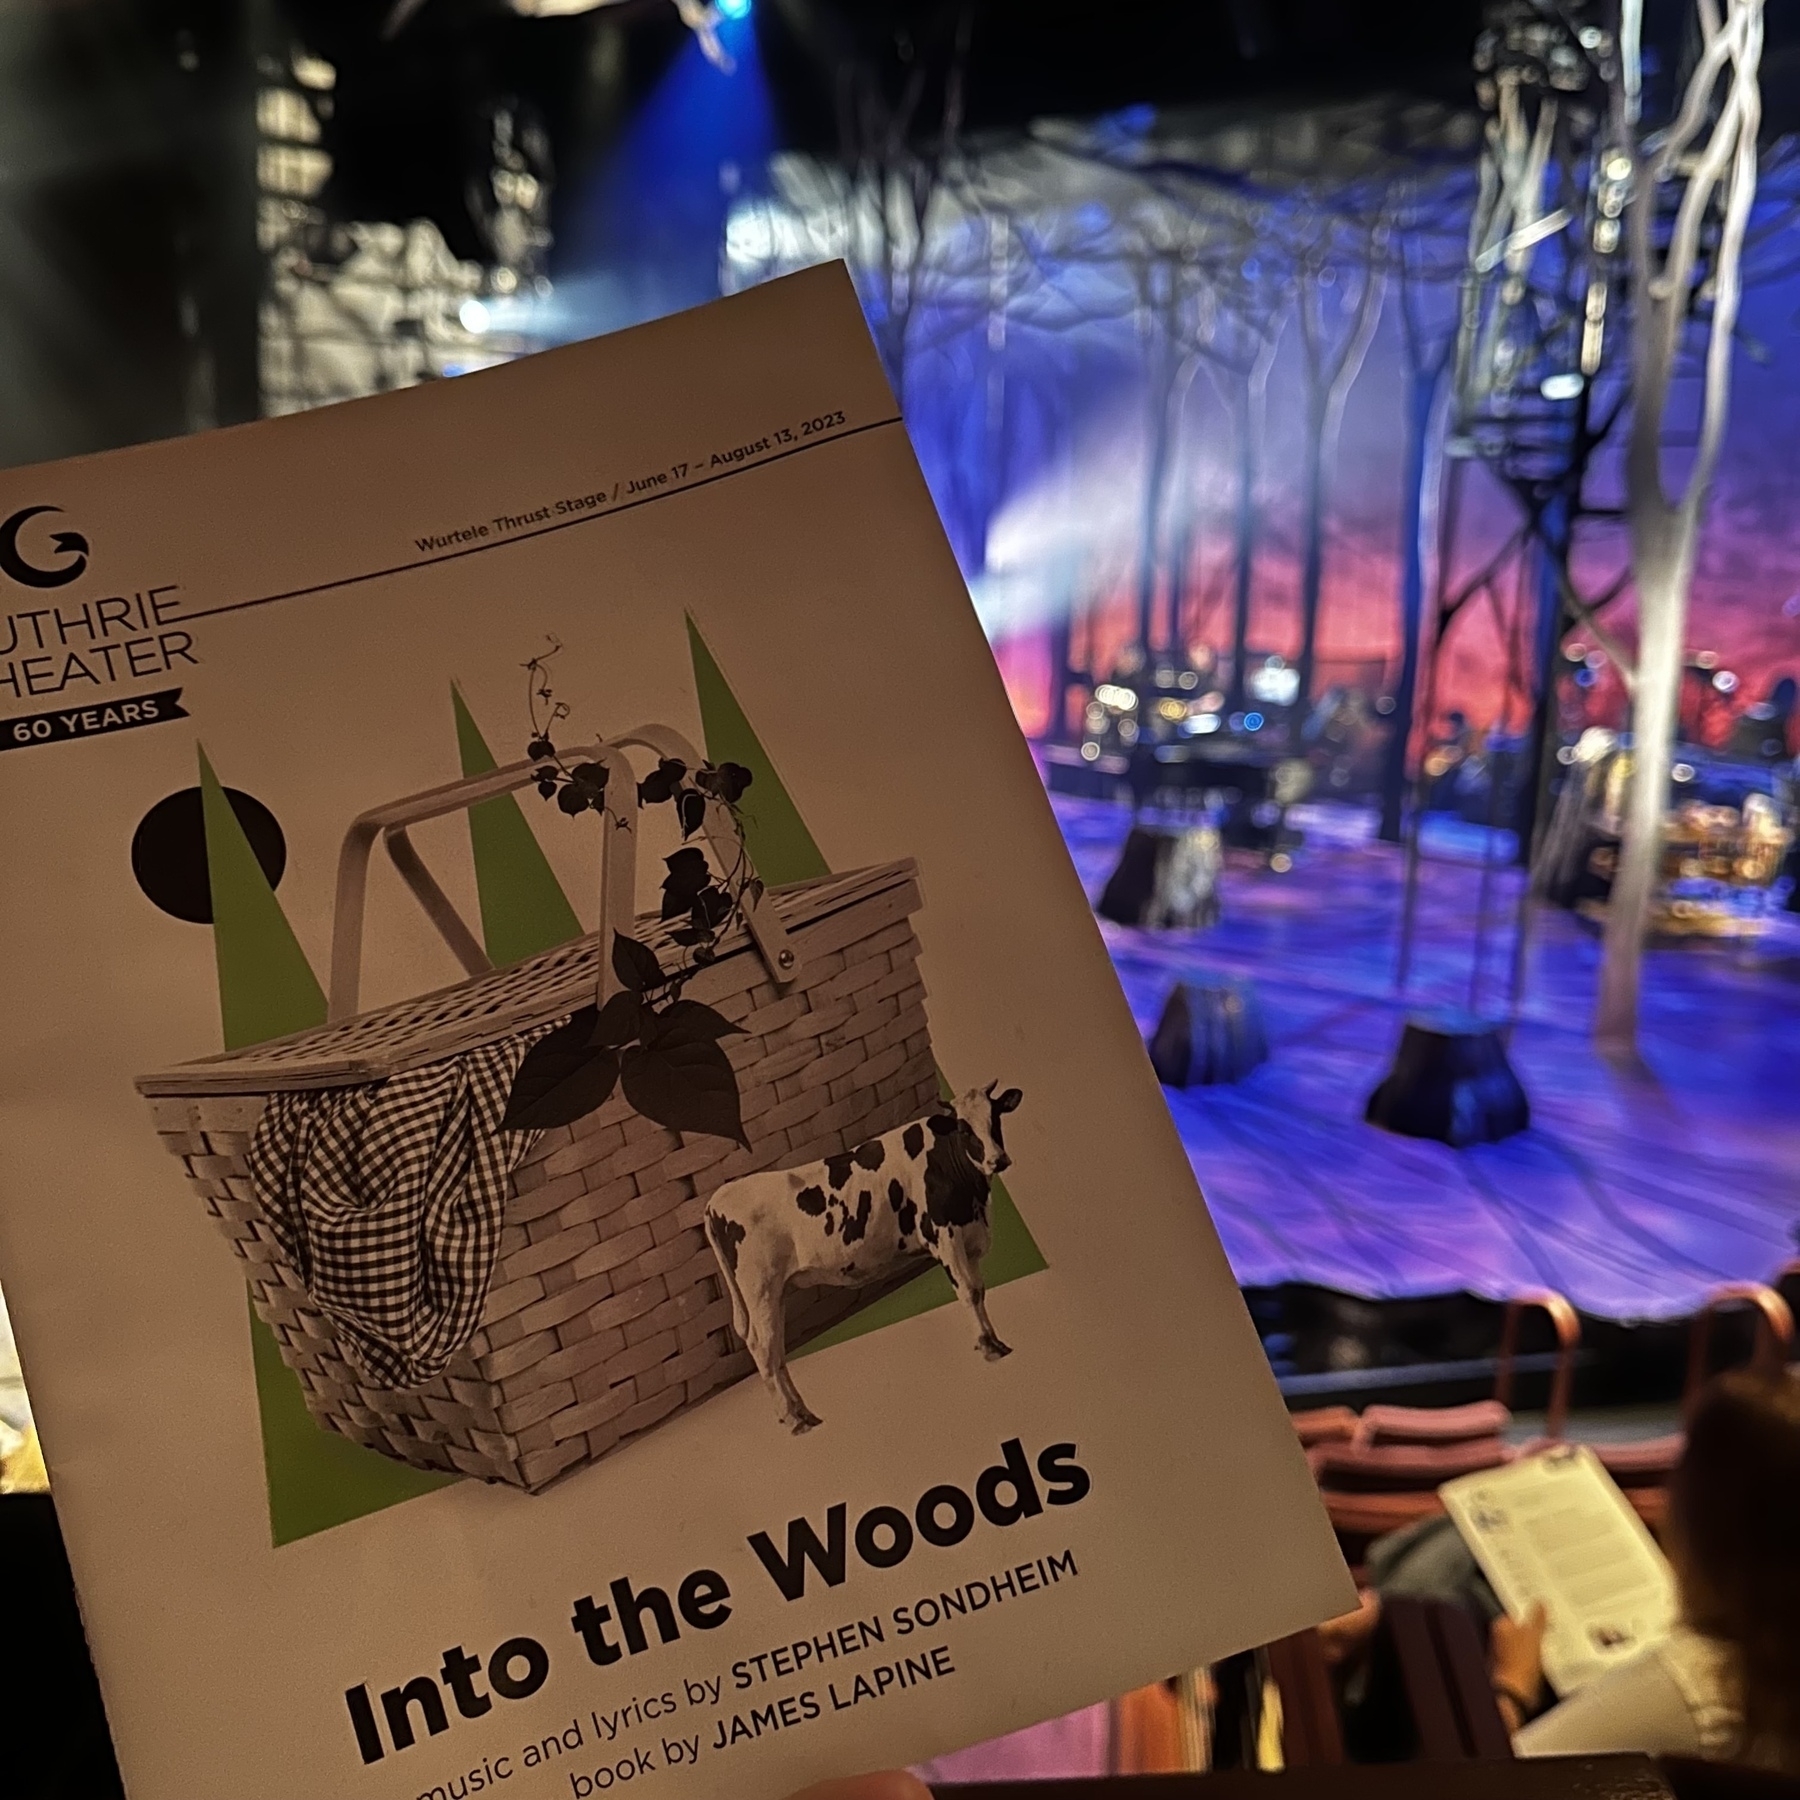 Wurtele Thrust Stage / June 17 – August 13, 2023
G
UTHRIE
HEATER
60 YEARS
Into the Woods
music and lyrics by STEPHEN SONDHEIM
book by JAMES LAPINE